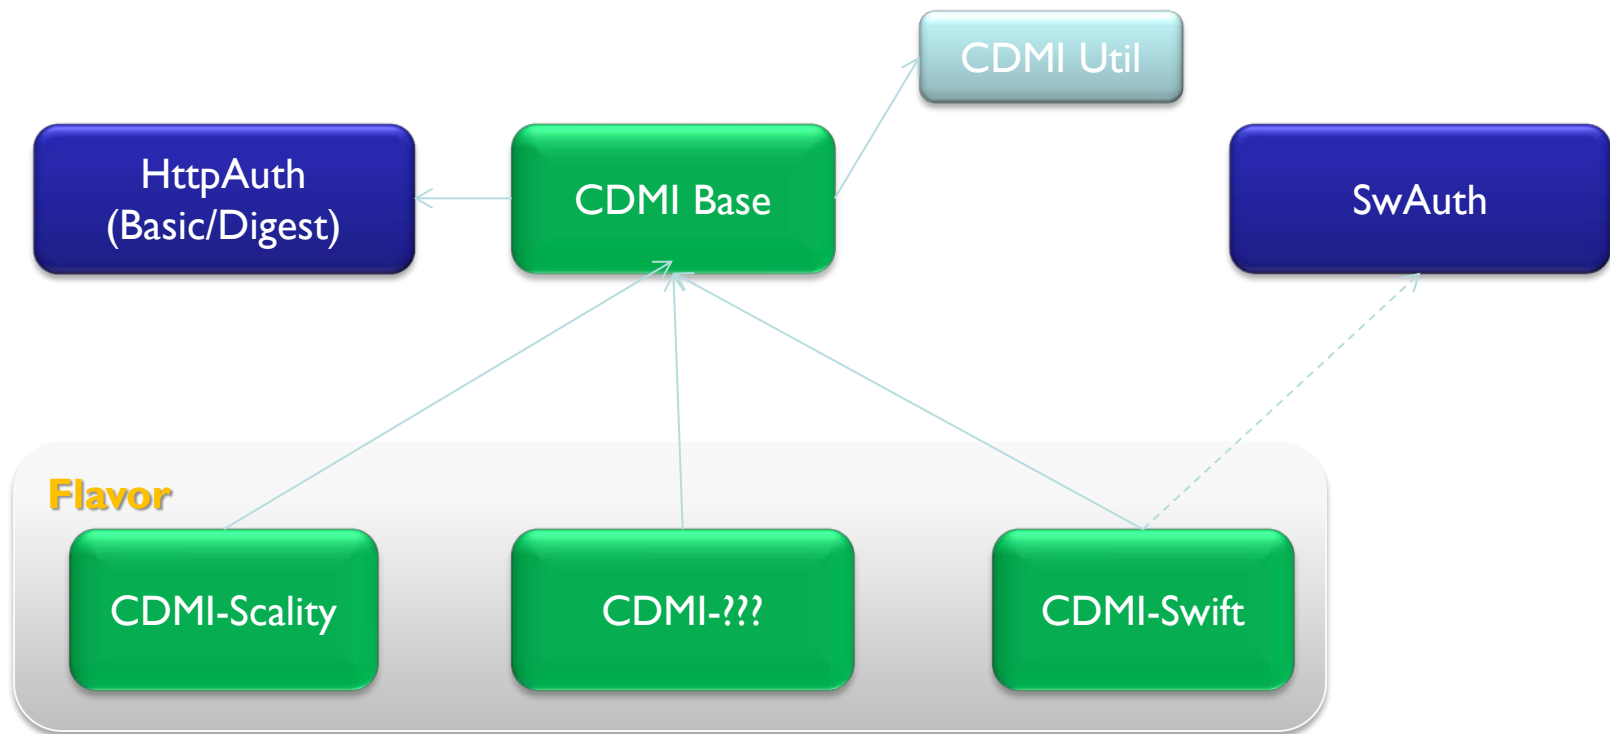 CDMI Util
HttpAuth
(Basic/Digest)
CDMI Base
SwAuth
Flavor
CDMI-Scality
CDMI-???
CDMI-Swift